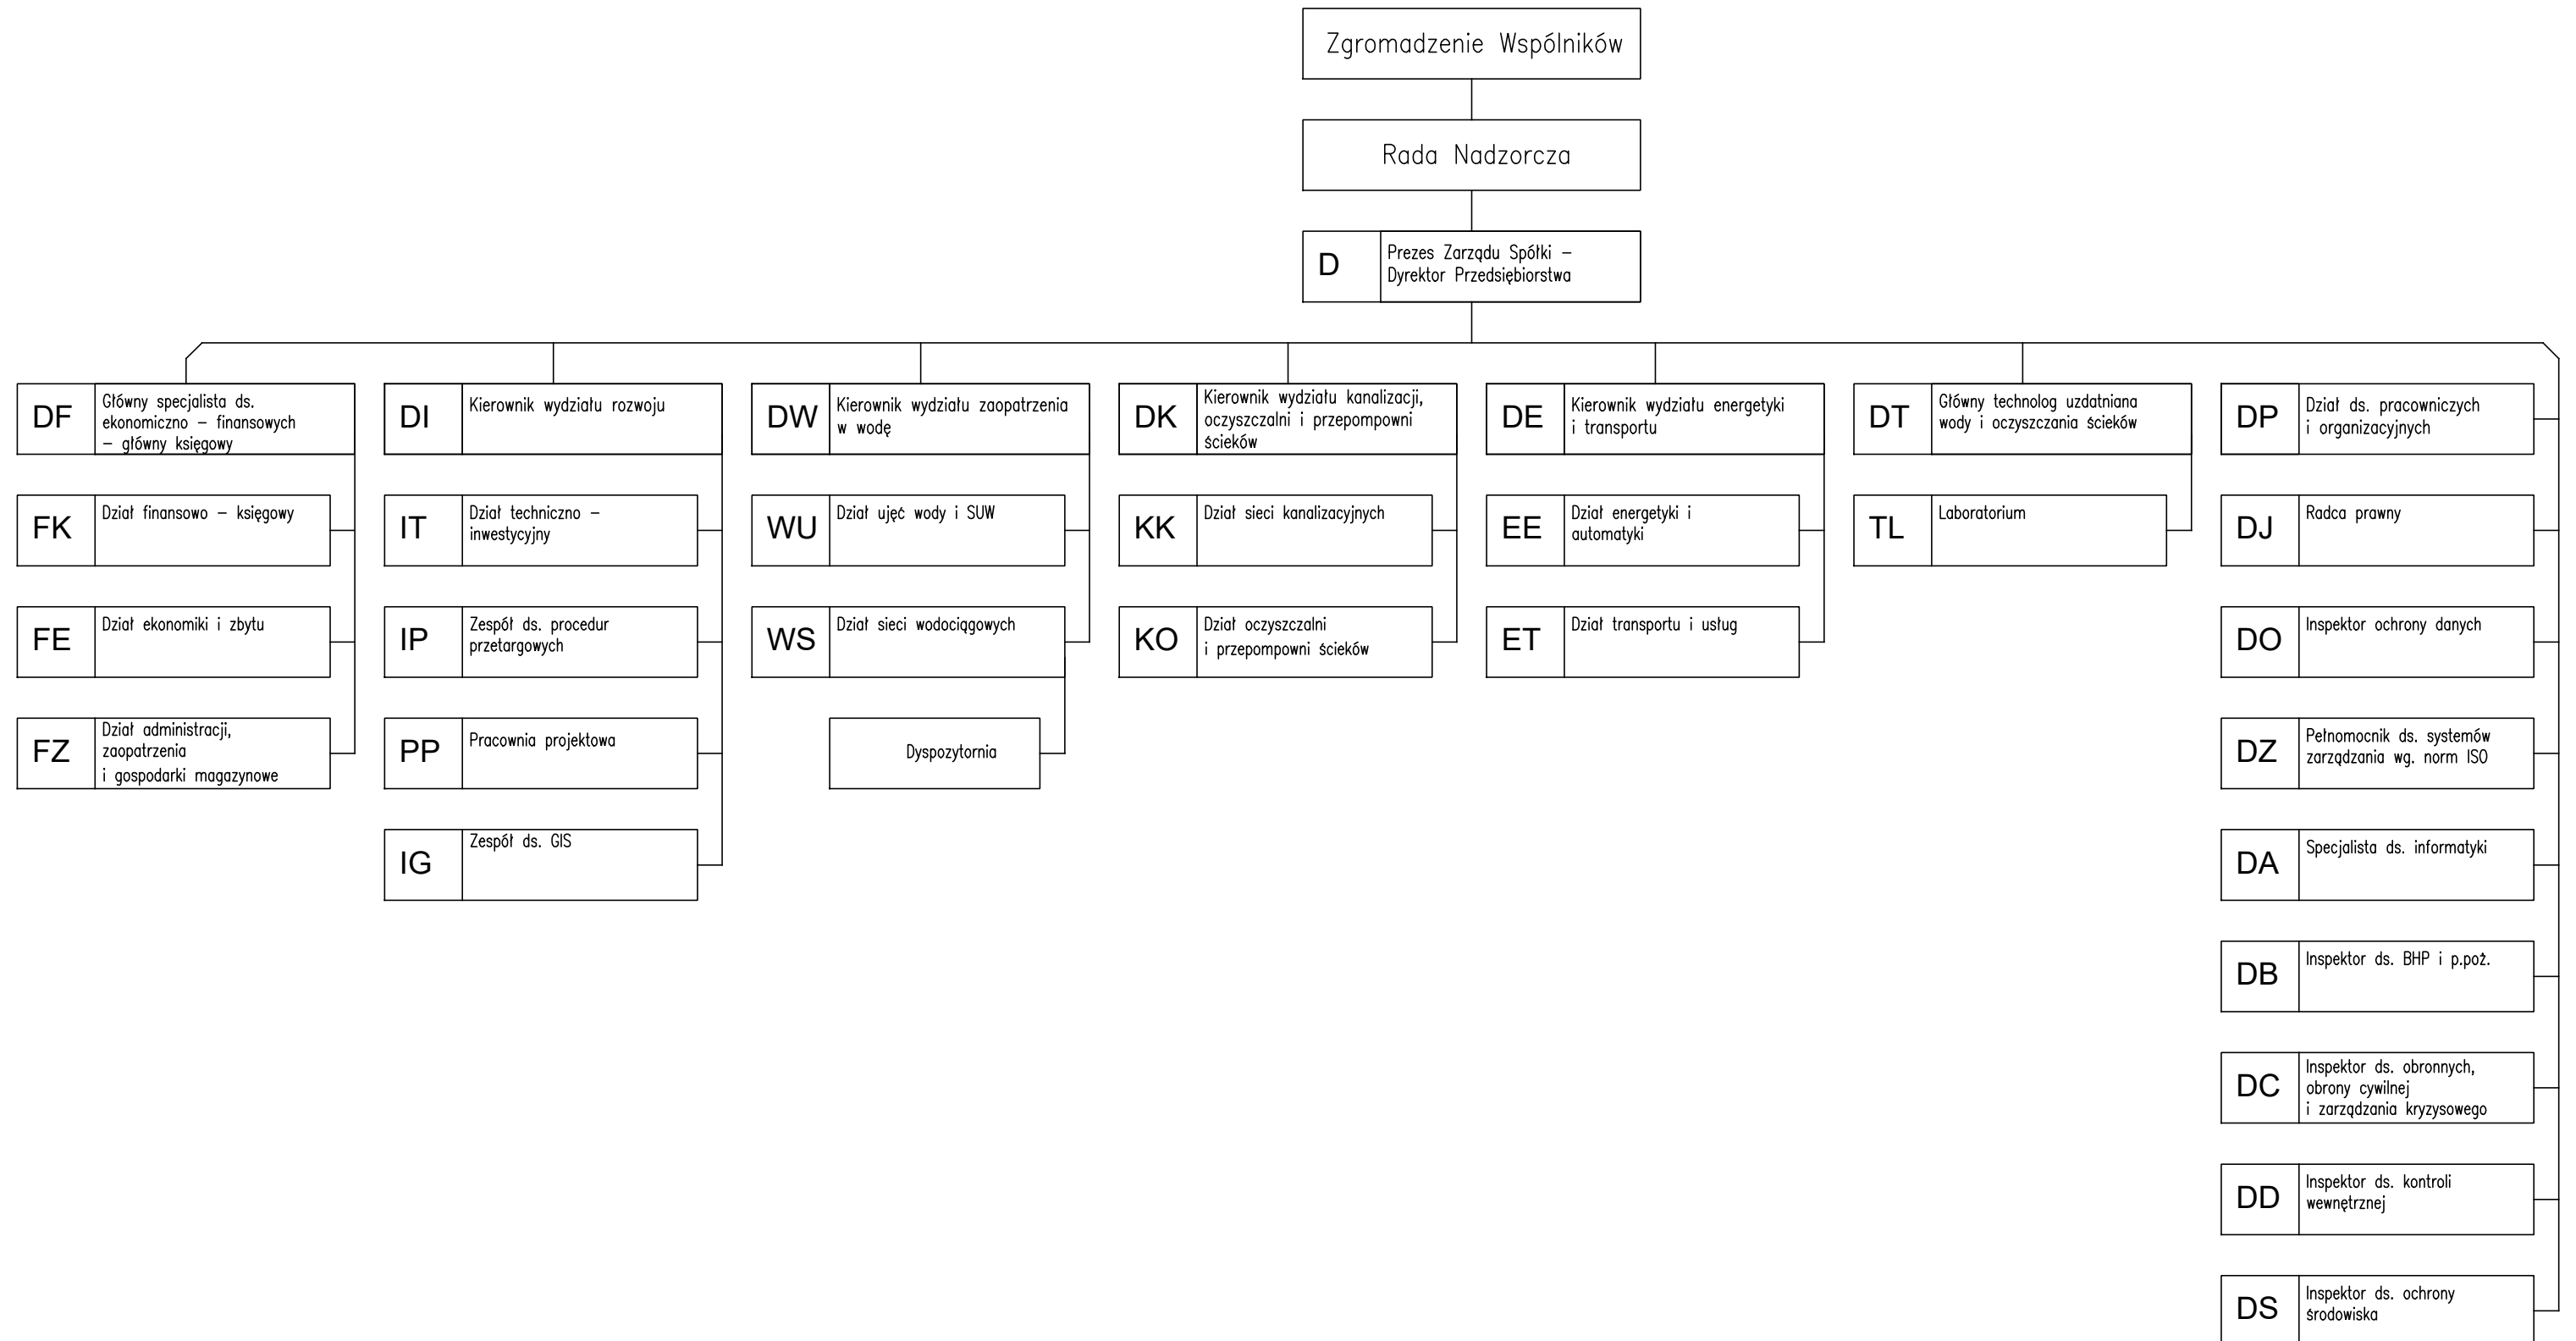 Zgromadzenie Wspólników
Rada Nadzorcza
D
Prezes Zarządu Spółki –
Dyrektor Przedsiębiorstwa
DF
Główny specjalista ds.
ekonomiczno – finansowych
– główny księgowy
FK
Dział finansowo – księgowy
FE
Dział ekonomiki i zbytu
FZ
Dział administracji,
zaopatrzenia
i gospodarki magazynowe
DI
Kierownik wydziału rozwoju
IT
Dział techniczno –
inwestycyjny
IP
Zespół ds. procedur
przetargowych
PP
Pracownia projektowa
IG
Zespół ds. GIS
DW
Kierownik wydziału zaopatrzenia
w wodę
WU
Dział ujęć wody i SUW
WS
Dział sieci wodociągowych
Dyspozytornia
DK
Kierownik wydziału kanalizacji,
oczyszczalni i przepompowni
ścieków
KK
Dział sieci kanalizacyjnych
KO
Dział oczyszczalni
i przepompowni ścieków
DE
Kierownik wydziału energetyki
i transportu
EE
Dział energetyki i
automatyki
ET
Dział transportu i usług
DT
Główny technolog uzdatniana
wody i oczyszczania ścieków
TL
Laboratorium
DP
Dział ds. pracowniczych
i organizacyjnych
DJ
Radca prawny
DO
Inspektor ochrony danych
DZ
Pełnomocnik ds. systemów
zarządzania wg. norm ISO
DA
Specjalista ds. informatyki
DB
Inspektor ds. BHP i p.poż.
DC
Inspektor ds. obronnych,
obrony cywilnej
i zarządzania kryzysowego
DD
Inspektor ds. kontroli
wewnętrznej
DS
Inspektor ds. ochrony
środowiska